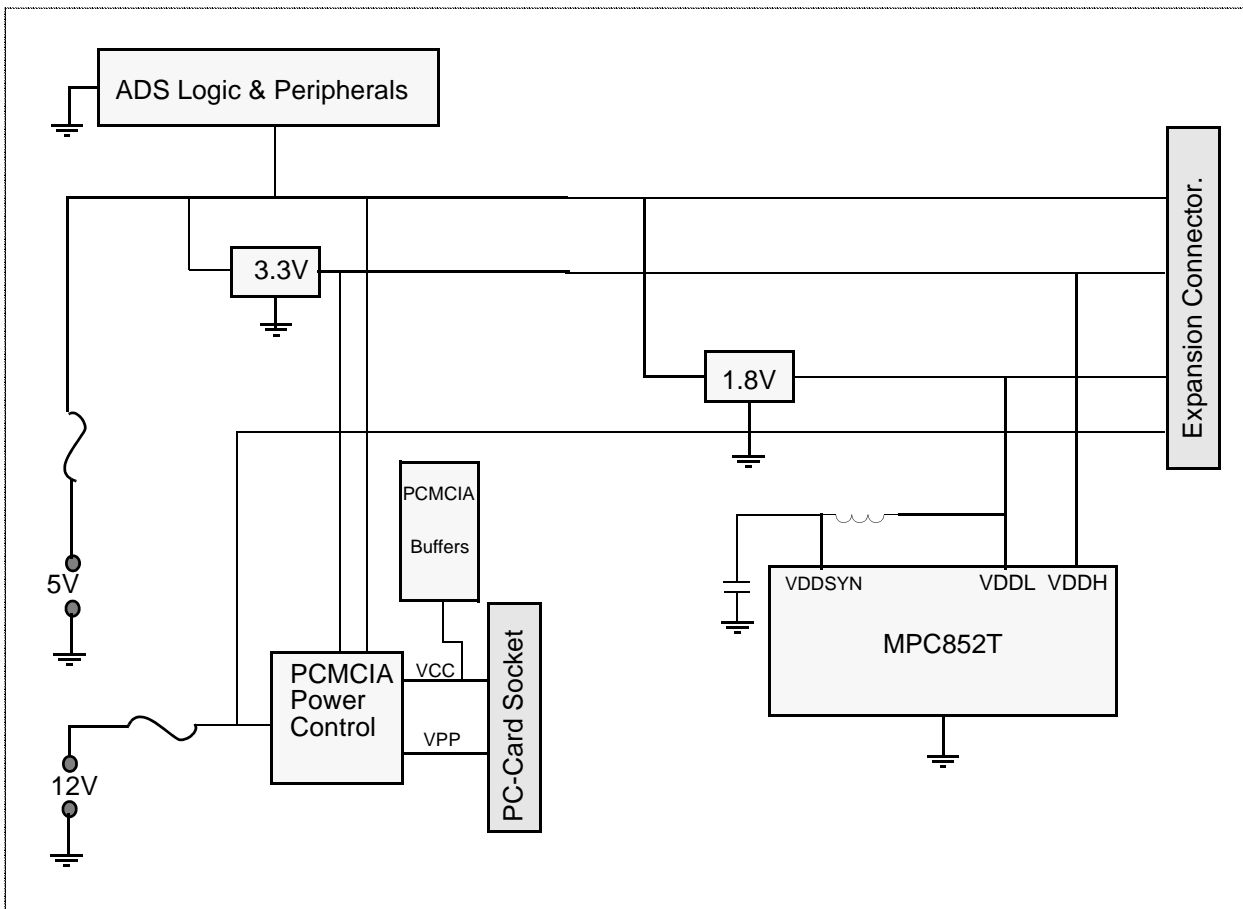 ADS Logic & Peripherals
Expansion Connector.
3.3V
1.8V
PCMCIA
Buffers
5V
VDDSYN
VDDL
VDDH
MPC852T
PCMCIA
Power
Control
VCC
VPP
PC-Card Socket
12V